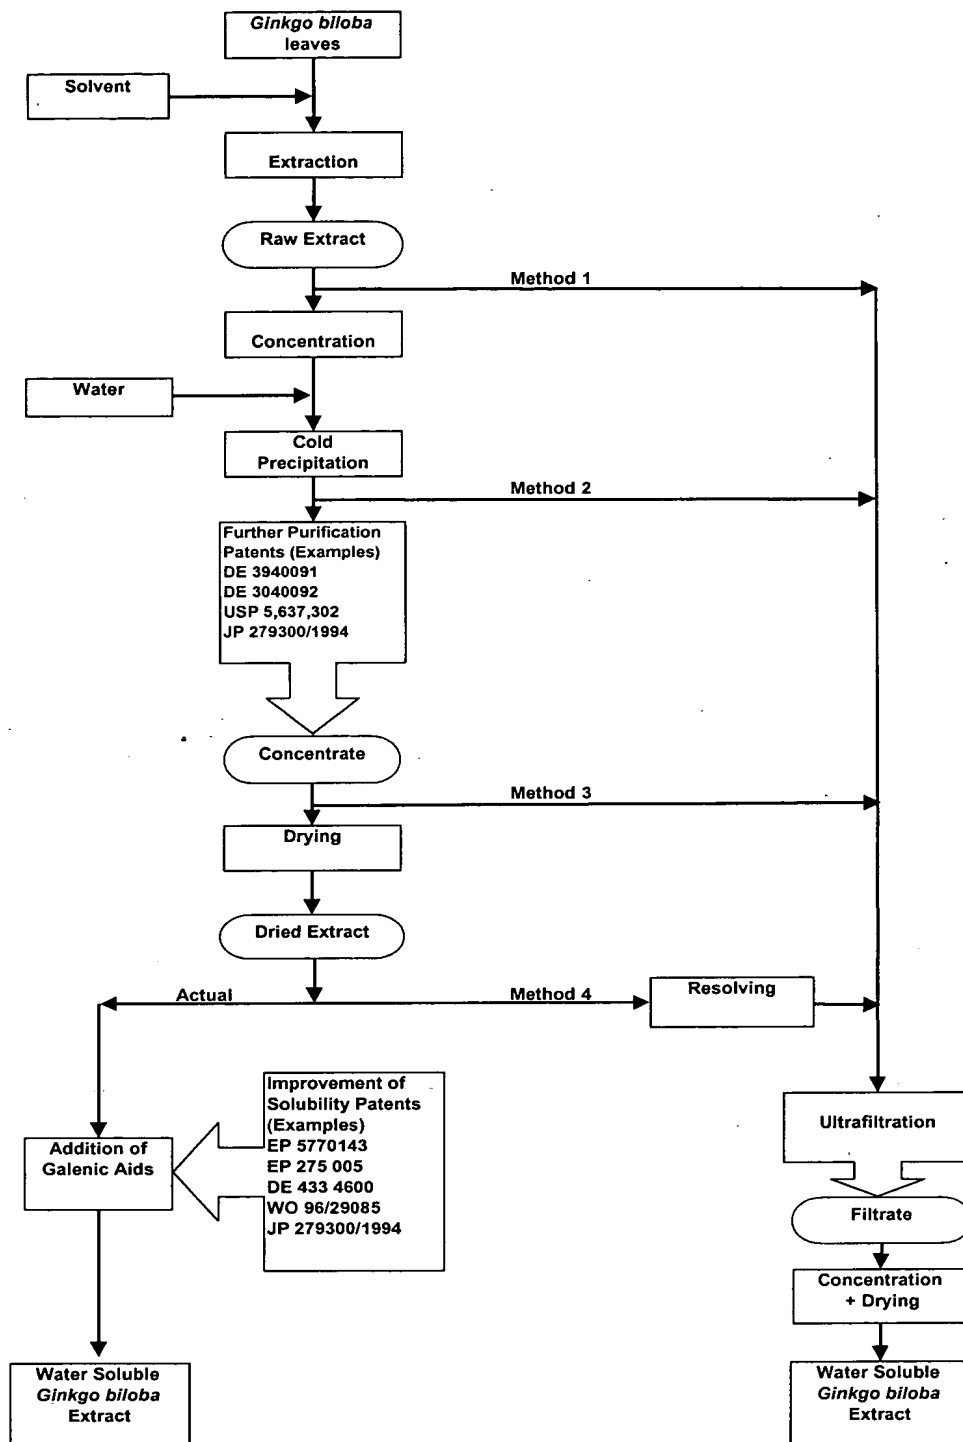 Ginkgo biloba
leaves
Solvent
Extraction
Raw Extract
Method 1
Concentration
Water
Cold
Precipitation
Method 2
Further Purification
Patents (Examples)
DE 3940091
DE 3040092
USP 5,637,302
JP 279300/1994
Concentrate
Method 3
Drying
Dried Extract
Actual
Method 4
Resolving
Improvement of
Solubility Patents
(Examples)
EP 5770143
EP 275 005
DE 433 4600
WO 96/29085
JP 279300/1994
Addition of
Galenic Aids
Ultrafiltration
Filtrate
Concentration
+ Drying
Water Soluble
Ginkgo biloba
Extract
Water Soluble
Ginkgo biloba
Extract